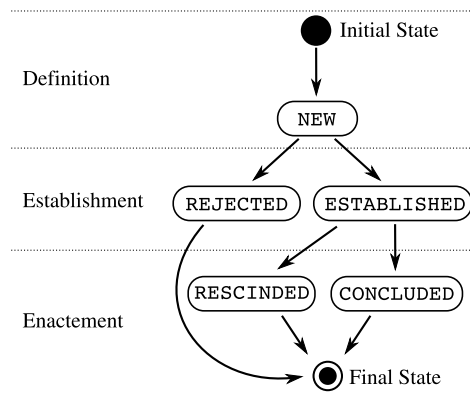 Initial State
Definition
NEW
Establishment
REJECTED
ESTABLISHED
RESCINDED
CONCLUDED
Enactement
Final State